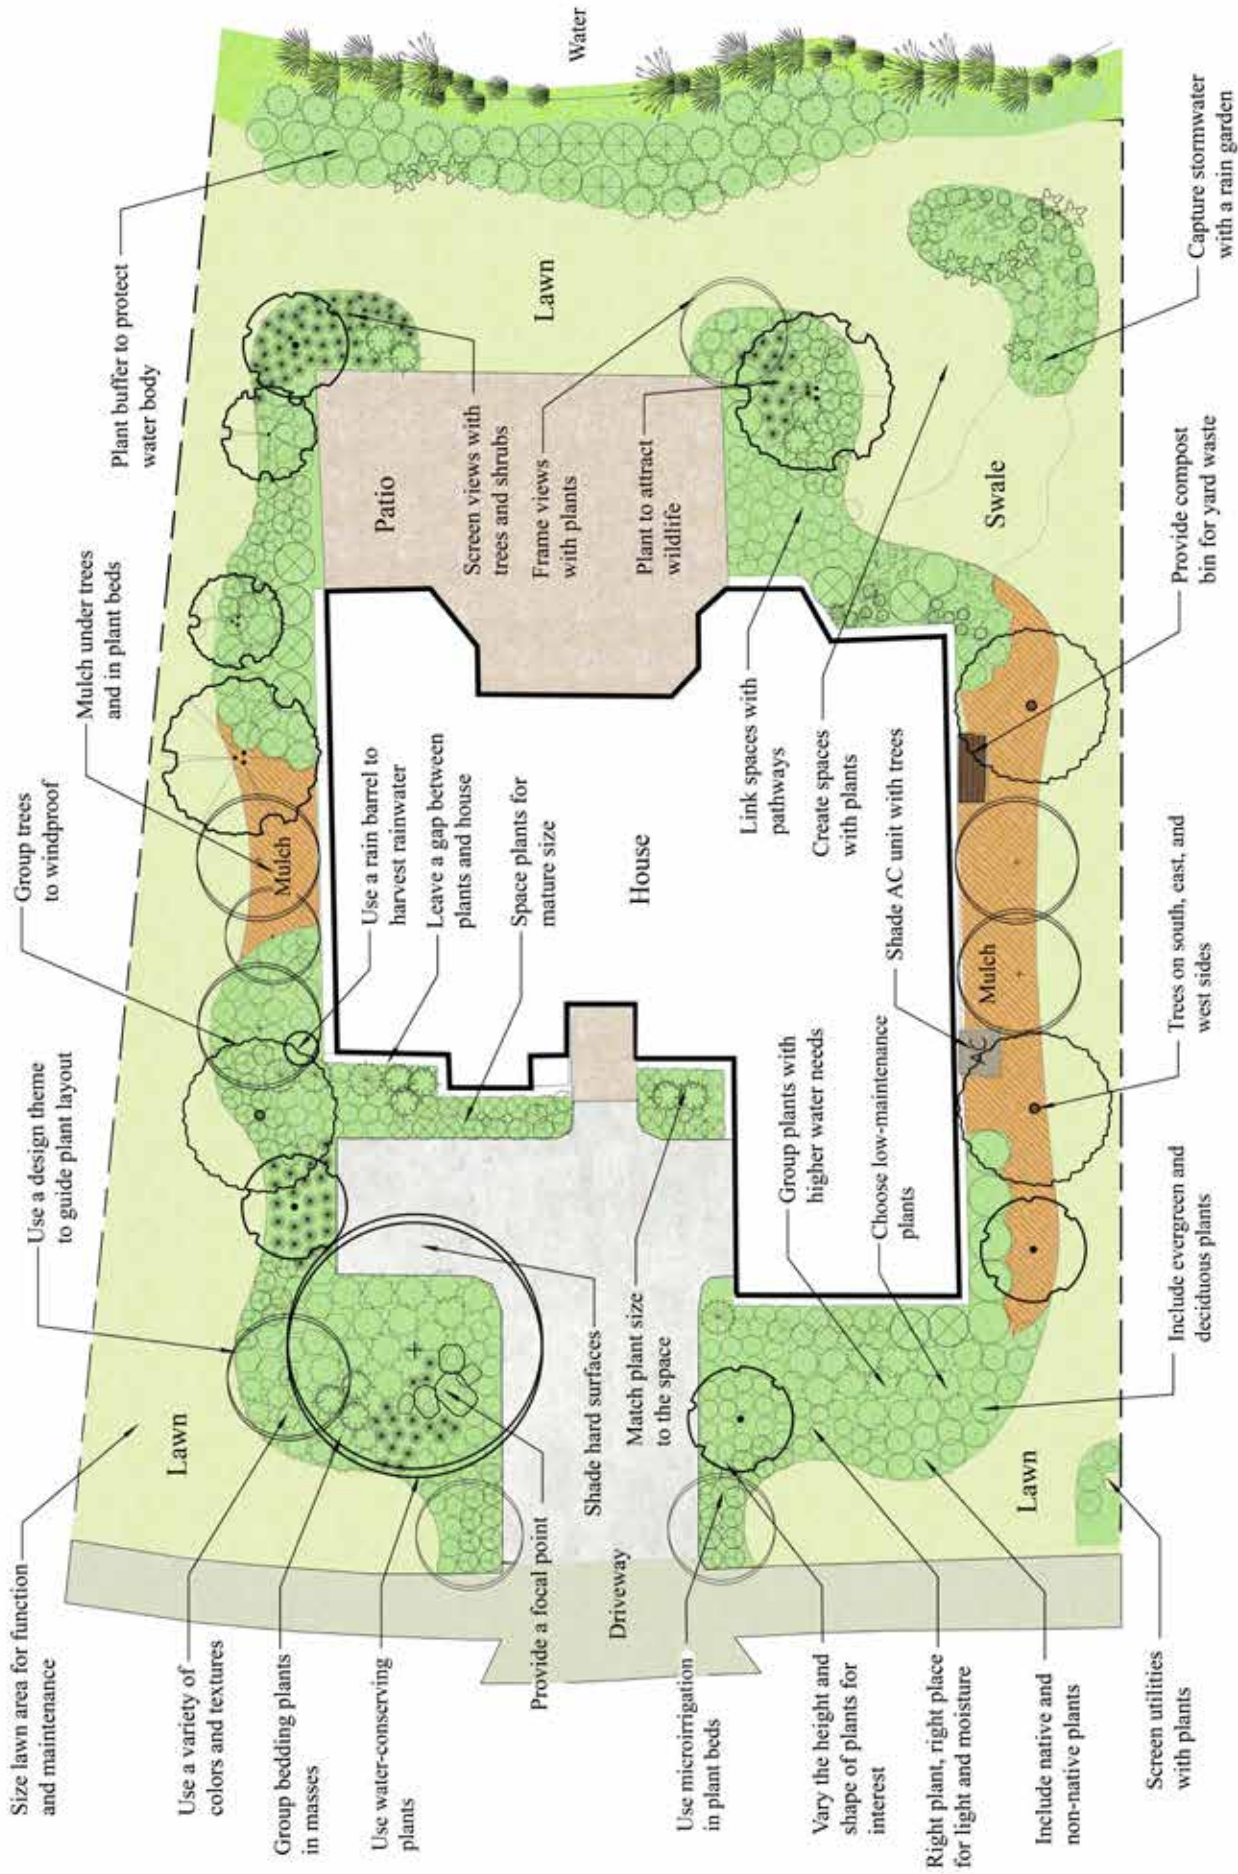 Size lawn area for function
and maintenance
Use a variety of
colors and textures
Group bedding plants
in masses
Use water-conserving
plants
Provide a focal point
Driveway
Use microirrigation
in plant beds
Vary the height and
shape of plants for
interest
Right plant, right place
for light and moisture
Include native and
non-native plants
Screen utilities
with plants
Lawn
Lawn
Use a design theme
to guide plant layout
Group trees
to windproof
Mulch under trees
and in plant beds
Plant buffer to protect
water body
Water
Mulch
Use a rain barrel to
harvest rainwater
Leave a gap between
plants and house
Space plants for
mature size
Shade hard surfaces
Match plant size
to the space
House
Group plants with
higher water needs
Choose low-maintenance
plants
Patio
Screen views with
trees and shrubs
Frame views
with plants
Plant to attract
wildlife
Lawn
Link spaces with
pathways
Create spaces
with plants
Shade AC unit with trees
AC
Mulch
Swale
Include evergreen and
deciduous plants
Trees on south, east, and
west sides
Provide compost
bin for yard waste
Capture stormwater
with a rain garden